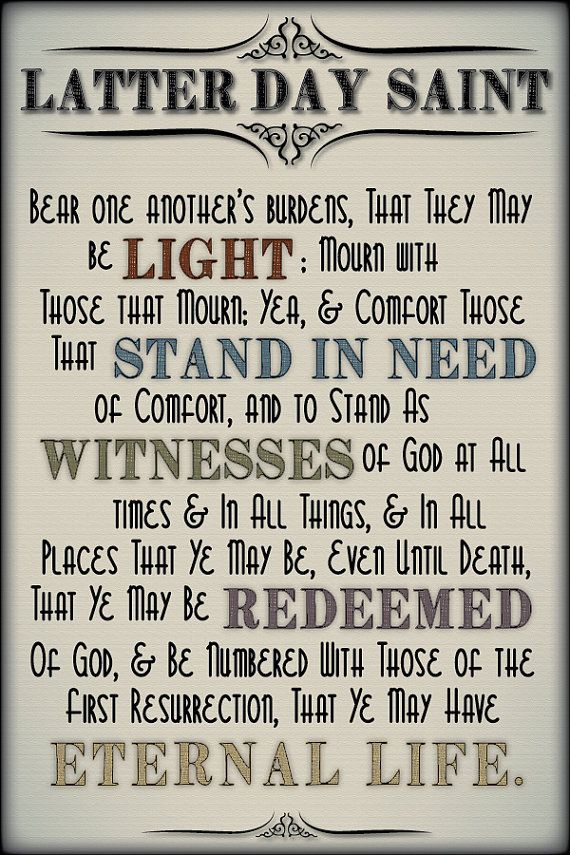 LATTER DAY SAINT
BEAR ONE ANOTHER'S BURDENS, THAT THEY MAY
BE LIGHT; MOURN WITH
THOSE THAT MOURN; YEA, & COMFORT THOSE
THAT STAND IN NEED
OF COMFORT, AND TO STAND AS
WITNESSES OF GOD AT ALL
TIMES & IN ALL THINGS, & IN ALL
PLACES THAT YE MAY BE, EVEN UNTIL DEATH,
THAT YE MAY BE REDEEMED
OF GOD, & BE NUMBERED WITH THOSE OF THE
FIRST RESURRECTION, THAT YE MAY HAVE
ETERNAL LIFE.